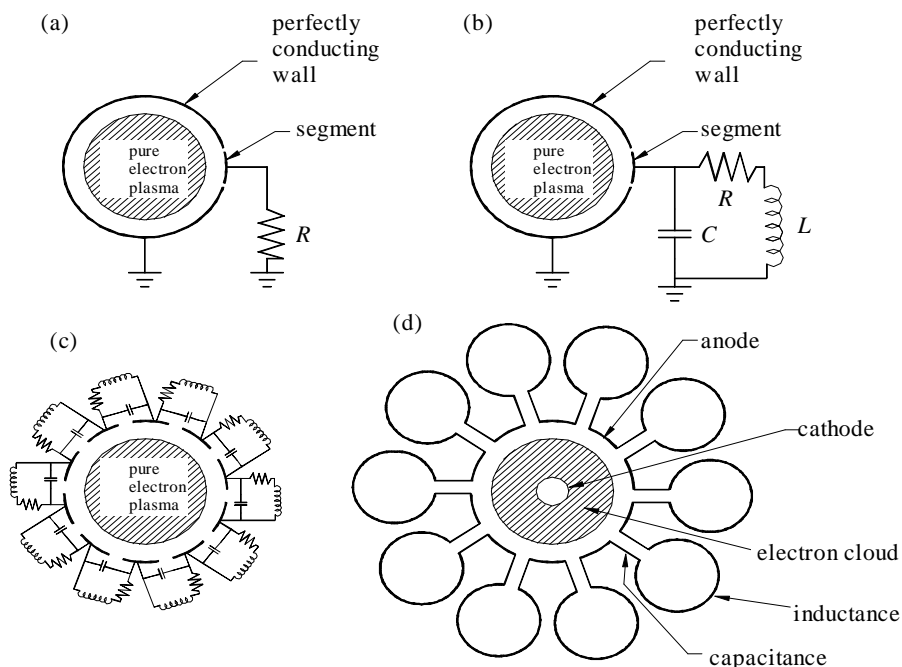 (a)
perfectly
conducting
wall
segment
pure
electron
plasma
R
(b)
perfectly
conducting
wall
segment
pure
electron
plasma
R
C
L
(c)
pure
electron
plasma
(d)
anode
cathode
electron cloud
inductance
capacitance